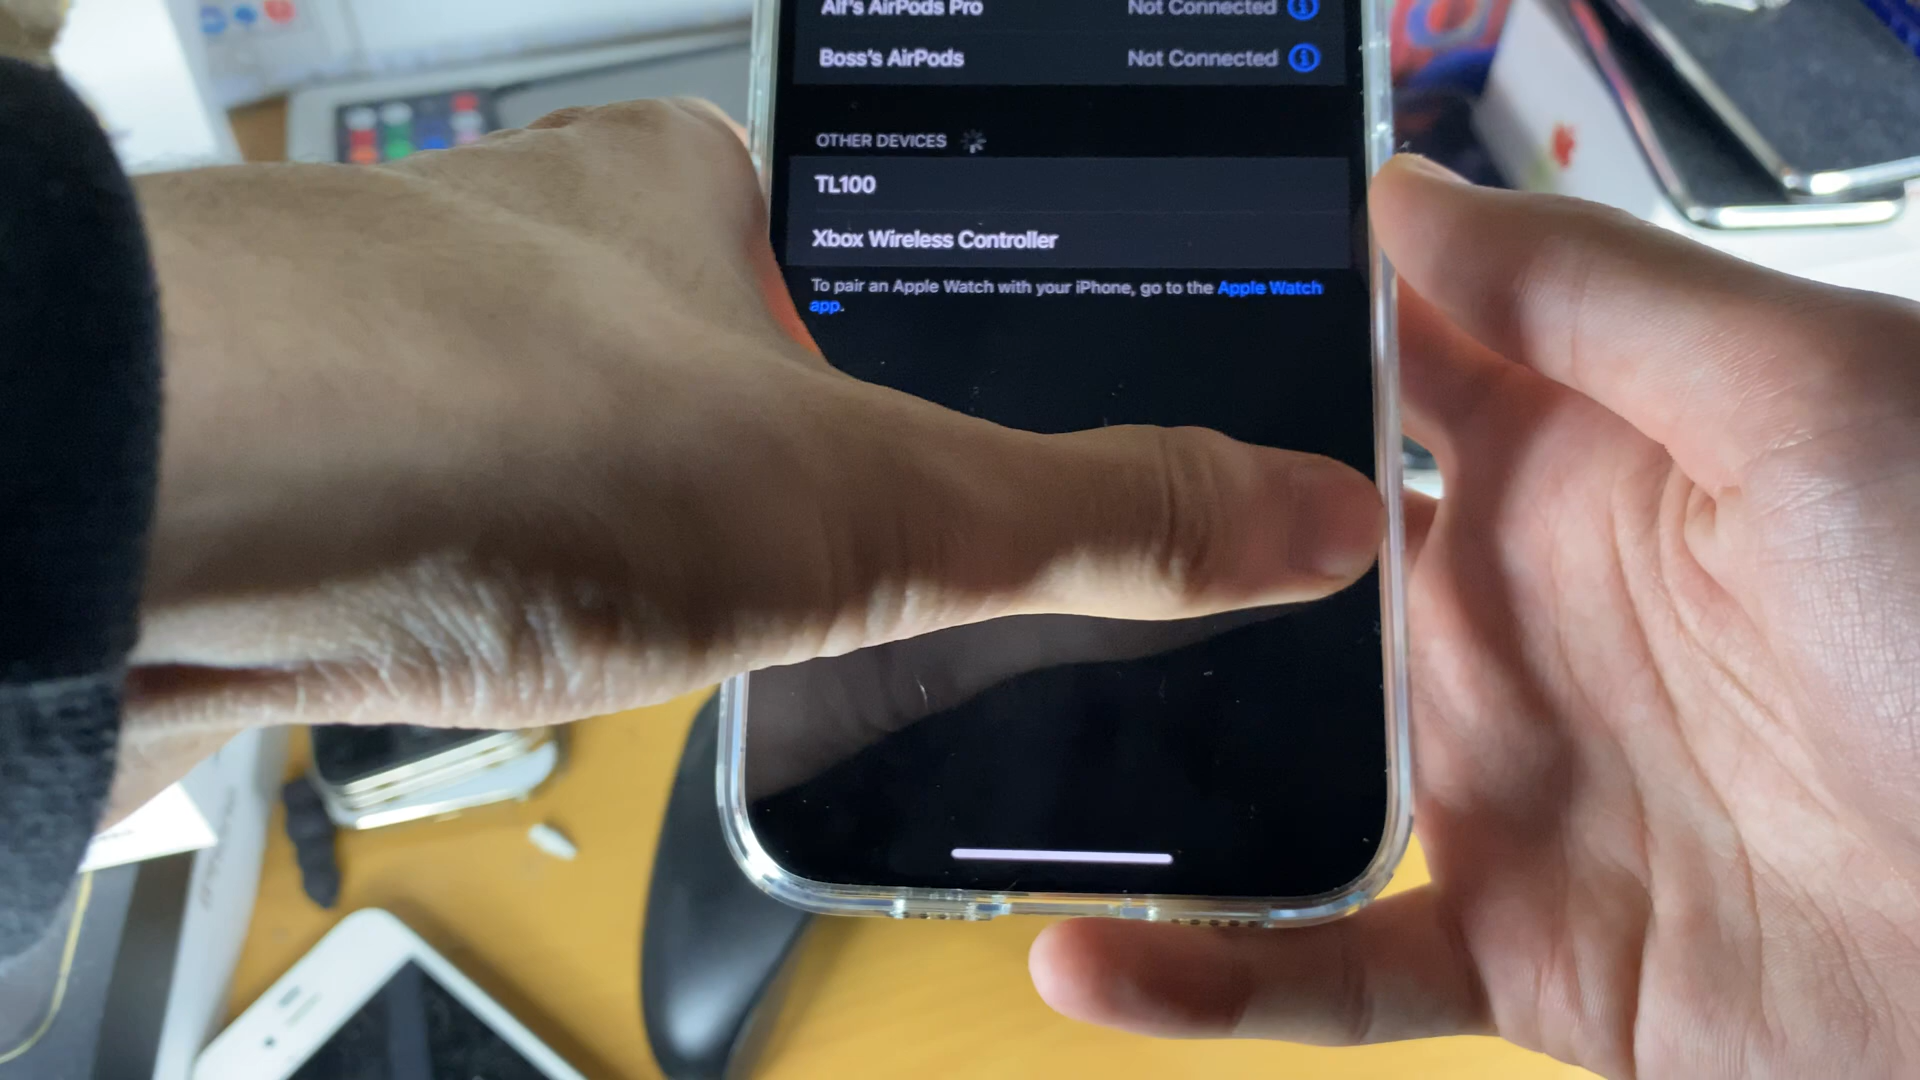 Alf's AirPods Pro Not Connected
Boss's AirPods Not Connected
OTHER DEVICES
TL100
Xbox Wireless Controller
To pair an Apple Watch with your iPhone, go to the Apple Watch
app.